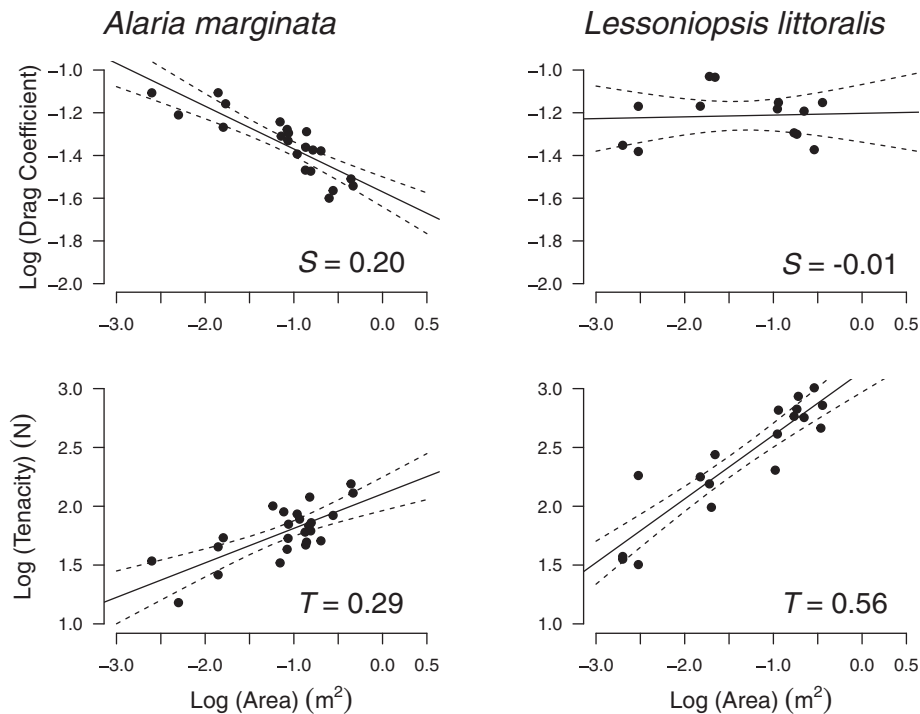 Alaria marginata
Lessoniopsis littoralis
Log (Drag Coefficient)
−1.0
−1.2
−1.4
−1.6
−1.8
−2.0
S = 0.20
−3.0 −2.0 −1.0 0.0 0.5
−1.0
−1.2
−1.4
−1.6
−1.8
−2.0
S = -0.01
−3.0 −2.0 −1.0 0.0 0.5
Log (Tenacity) (N)
3.0
2.5
2.0
1.5
1.0
T = 0.29
−3.0 −2.0 −1.0 0.0 0.5
Log (Area) (m²)
3.0
2.5
2.0
1.5
1.0
T = 0.56
−3.0 −2.0 −1.0 0.0 0.5
Log (Area) (m²)